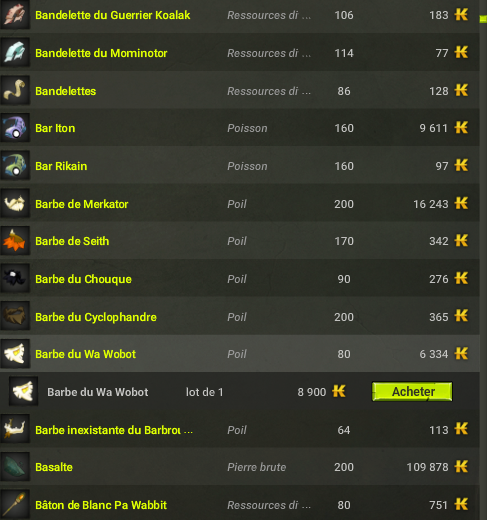 Bandelette du Guerrier Koalak Ressources di ... 106 183
Bandelette du Mominotor Ressources di ... 114 77
Bandelettes Ressources di ... 86 128
Bar Iton Poisson 160 9 611
Bar Rikain Poisson 160 97
Barbe de Merkator Poil 200 16 243
Barbe de Seith Poil 170 342
Barbe du Chouque Poil 90 276
Barbe du Cyclophandre Poil 200 365
Barbe du Wa Wobot Poil 80 6 334
Barbe du Wa Wobot lot de 1 8 900 Acheter
Barbe inexistante du Barbrou ... Poil 64 113
Basalte Pierre brute 200 109 878
Bâton de Blanc Pa Wabbit Ressources di ... 80 751